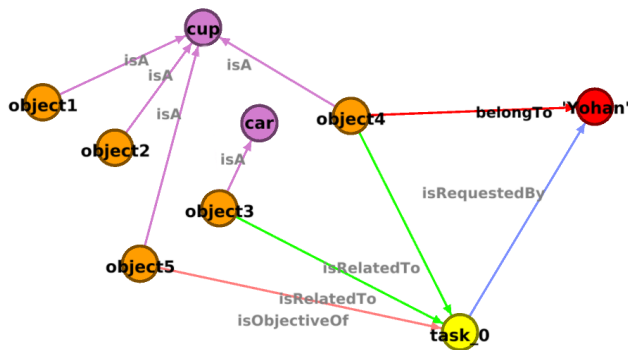 cup
isA
isA
isA
isA
object1
object4
belongTo
'Yohan'
car
object2
isA
isRequestedBy
object3
isRelatedTo
object5
isRelatedTo
isObjectiveOf
task_0